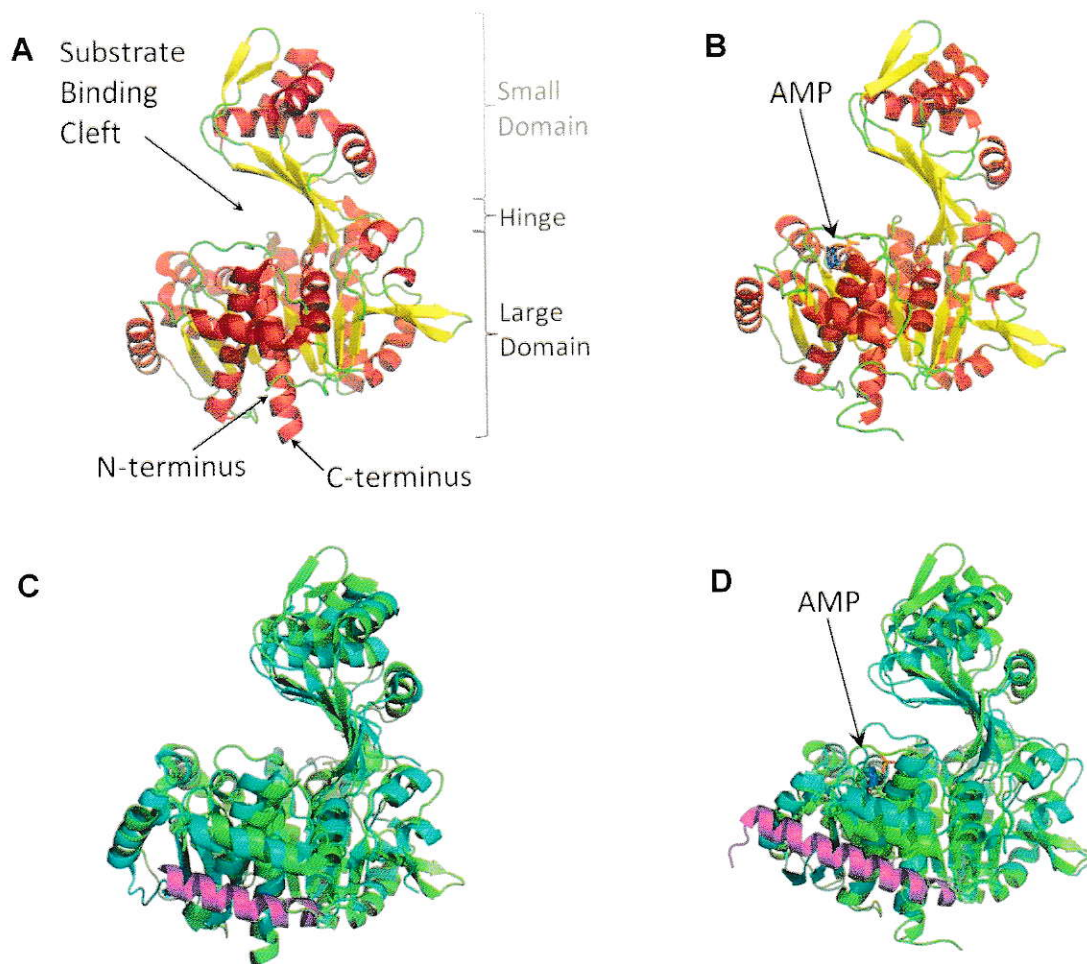 A
Substrate
Binding
Cleft
Small
Domain
Hinge
Large
Domain
N-terminus
C-terminus
B
AMP
C
D
AMP